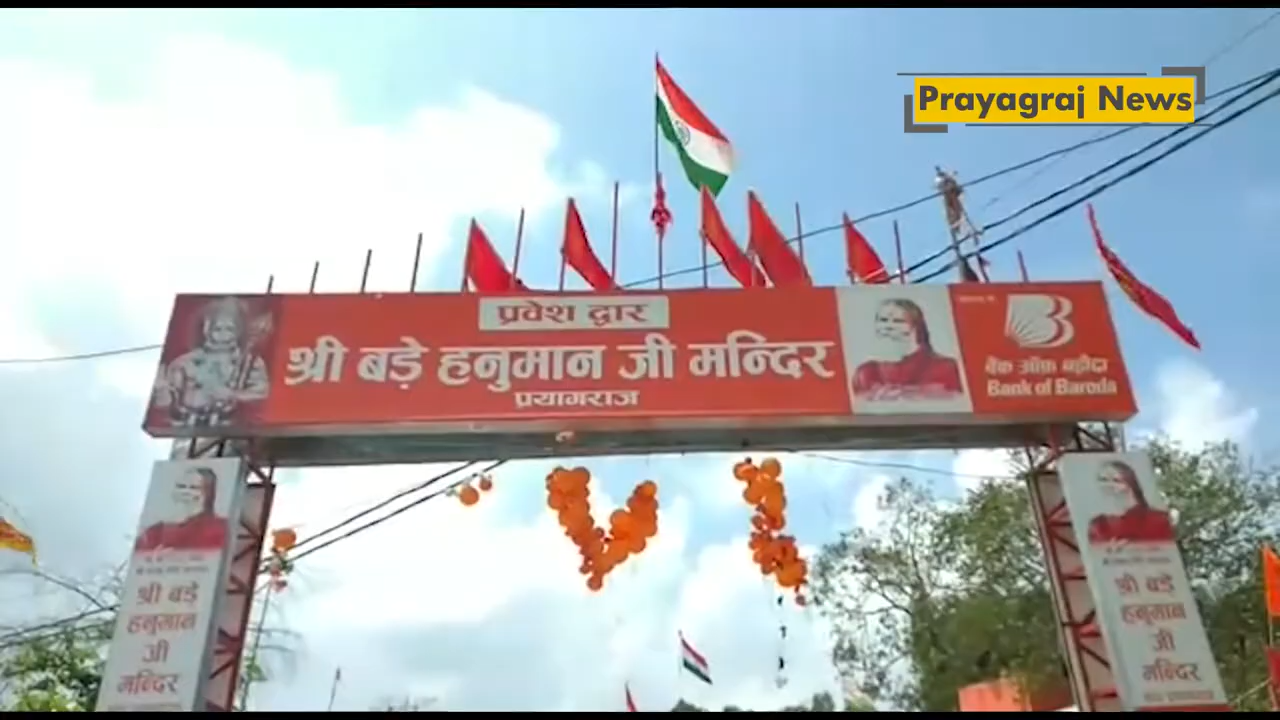 Prayagraj News
प्रवेश द्वार
श्री बड़े हनुमान जी मन्दिर
प्रयागराज
बैंक ऑफ़ बड़ौदा
Bank of Baroda
श्री बड़े
हनुमान
जी
मन्दिर
श्री बड़े
हनुमान
जी
मन्दिर